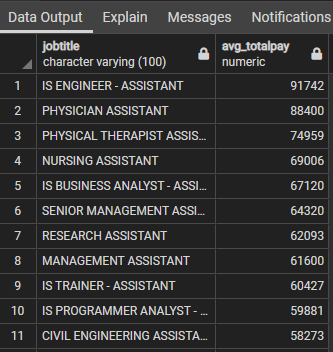 Data Output Explain Messages Notifications
jobtitle avg_totalpay
character varying (100) numeric
1 IS ENGINEER - ASSISTANT 91742
2 PHYSICIAN ASSISTANT 88400
3 PHYSICAL THERAPIST ASSIS... 74959
4 NURSING ASSISTANT 69006
5 IS BUSINESS ANALYST - ASSI... 67120
6 SENIOR MANAGEMENT ASSI... 64320
7 RESEARCH ASSISTANT 62093
8 MANAGEMENT ASSISTANT 61600
9 IS TRAINER - ASSISTANT 60427
10 IS PROGRAMMER ANALYST - ... 59881
11 CIVIL ENGINEERING ASSISTA... 58273